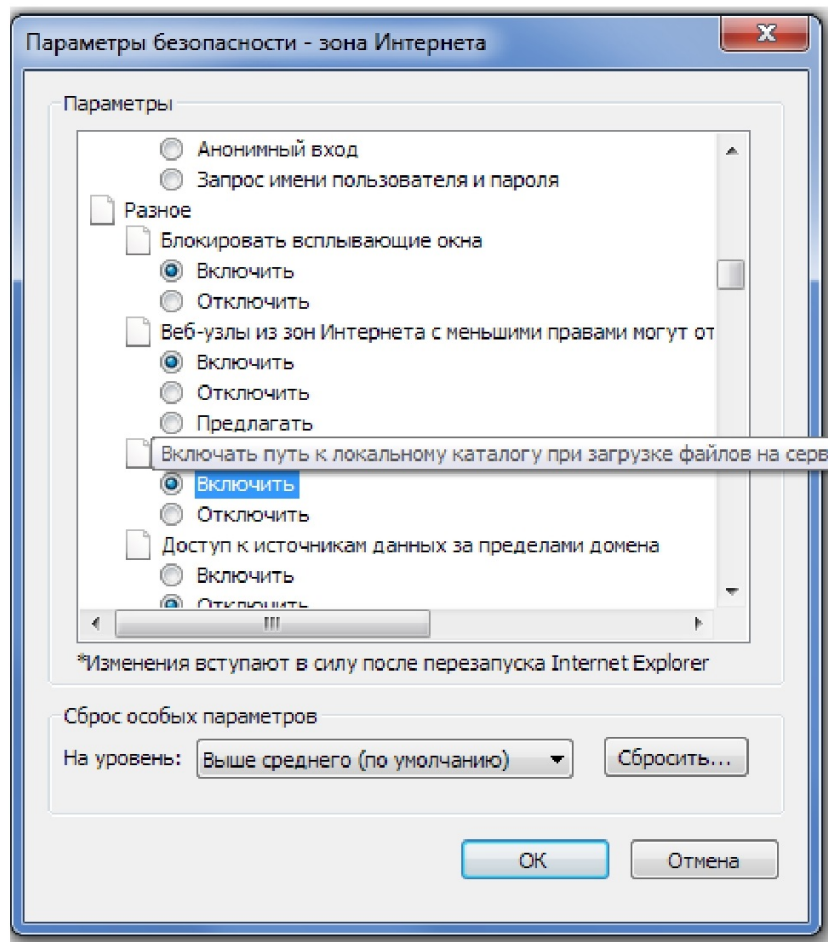 Параметры безопасности - зона Интернета
x
Параметры
Анонимный вход
Запрос имени пользователя и пароля
Разное
Блокировать всплывающие окна
Включить
Отключить
Веб-узлы из зон Интернета с меньшими правами могут от
Включить
Отключить
Предлагать
Включать путь к локальному каталогу при загрузке файлов на серв
Включить
Отключить
Доступ к источникам данных за пределами домена
Включить
Отключить
*Изменения вступают в силу после перезапуска Internet Explorer
Сброс особых параметров
На уровень: Выше среднего (по умолчанию) Сбросить...
ОК Отмена